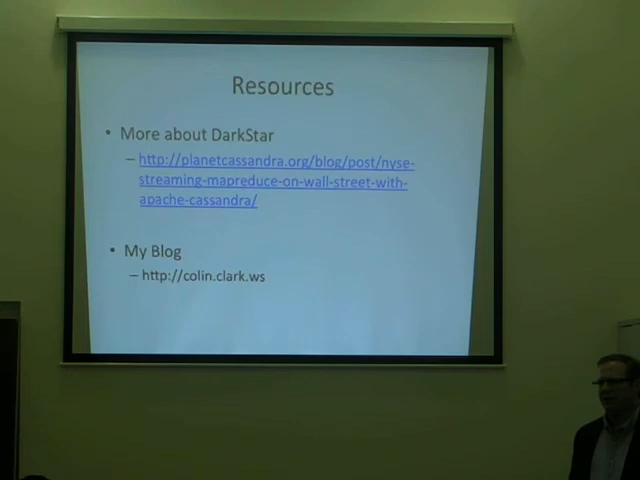 Resources
• More about DarkStar
– http://planetcassandra.org/blog/post/nyse-
streaming-mapreduce-on-wall-street-with-
apache-cassandra/
• My Blog
– http://colin.clark.ws